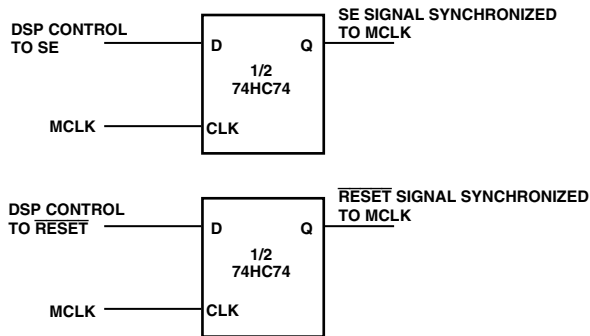 SE SIGNAL SYNCHRONIZED
TO MCLK
DSP CONTROL
TO SE
D
Q
1/2
74HC74
MCLK
CLK
RESET SIGNAL SYNCHRONIZED
TO MCLK
DSP CONTROL
TO RESET
D
Q
1/2
74HC74
MCLK
CLK